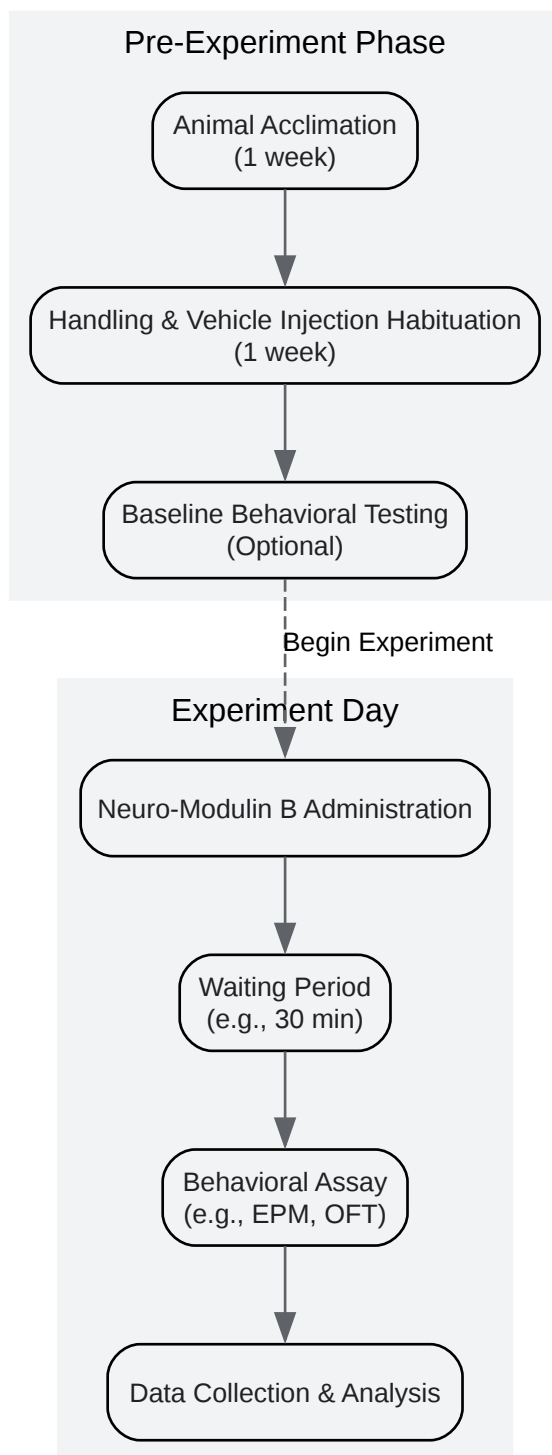 Pre-Experiment Phase
Animal Acclimation
(1 week)
Handling & Vehicle Injection Habituation
(1 week)
Baseline Behavioral Testing
(Optional)
Begin Experiment
Experiment Day
Neuro-Modulin B Administration
Waiting Period
(e.g., 30 min)
Behavioral Assay
(e.g., EPM, OFT)
Data Collection & Analysis